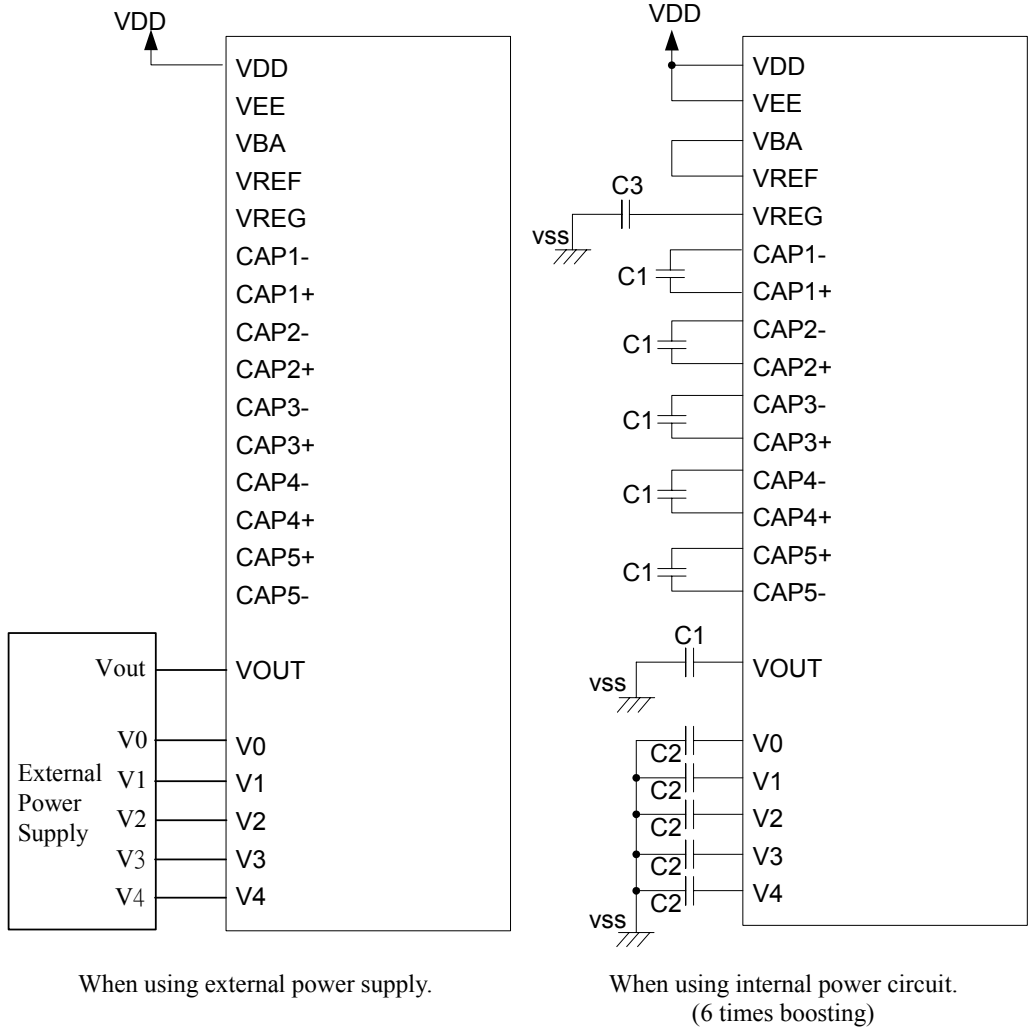 VDD
VDD
VEE
VBA
VREF
VREG
CAP1-
CAP1+
CAP2-
CAP2+
CAP3-
CAP3+
CAP4-
CAP4+
CAP5+
CAP5-
Vout
VOUT
V0
V0
External
Power
Supply
V1
V1
V2
V2
V3
V3
V4
V4
When using external power supply.
VDD
VDD
VEE
VBA
VREF
C3
VREG
vss
CAP1-
C1
CAP1+
CAP2-
C1
CAP2+
CAP3-
C1
CAP3+
CAP4-
C1
CAP4+
CAP5+
C1
CAP5-
C1
VOUT
vss
V0
C2
V1
C2
V2
C2
V3
C2
V4
C2
vss
When using internal power circuit.
(6 times boosting)